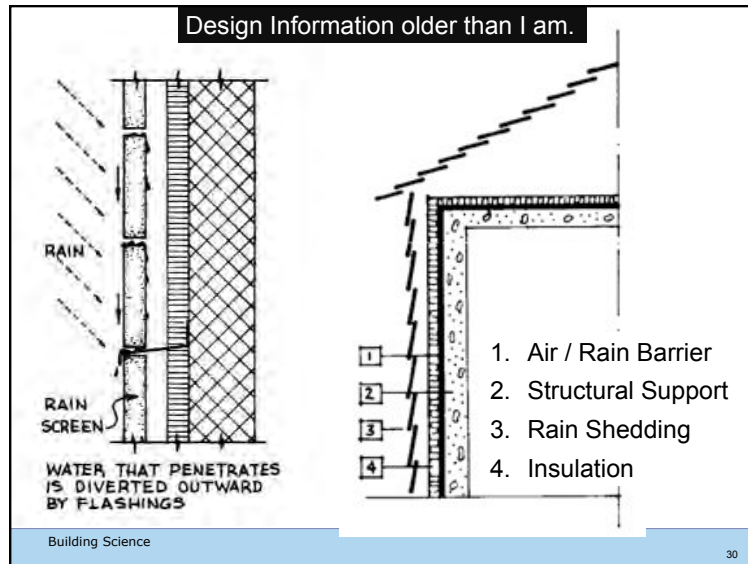 Design Information older than I am.
RAIN
RAIN
SCREEN
WATER THAT PENETRATES
IS DIVERTED OUTWARD
BY FLASHINGS
1
2
3
4
1. Air / Rain Barrier
2. Structural Support
3. Rain Shedding
4. Insulation
Building Science
30